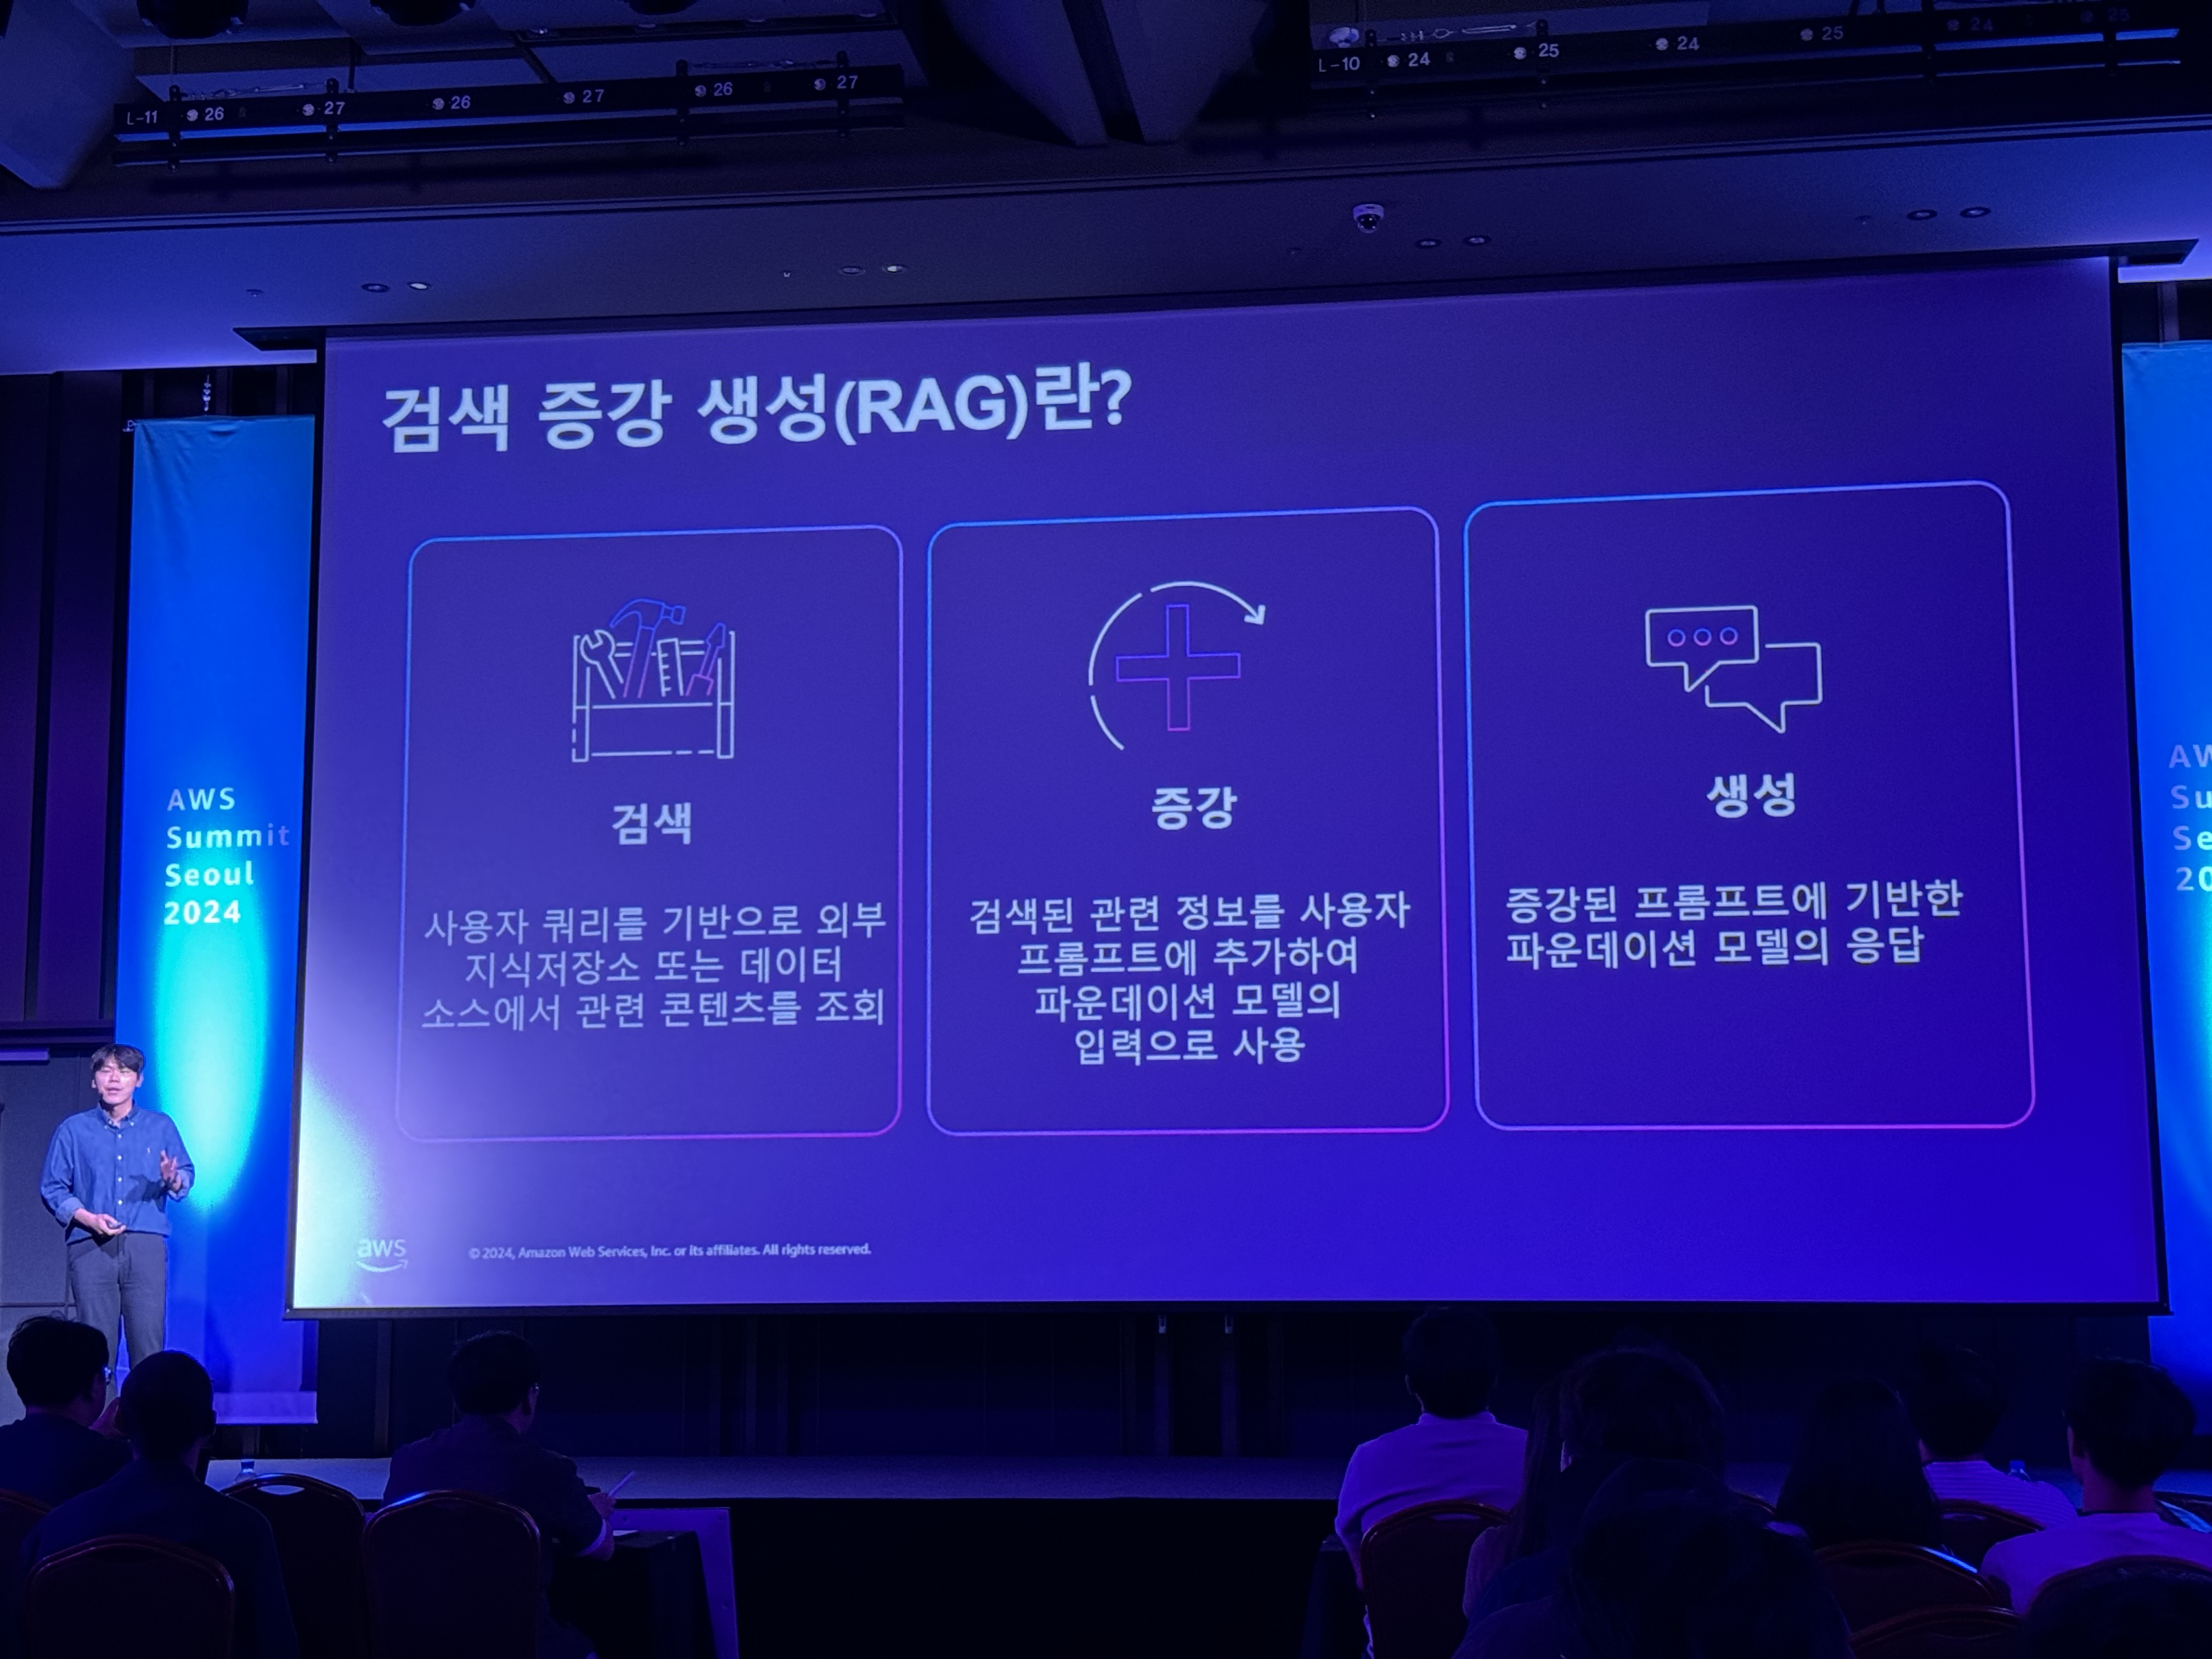 L-11 26 27 26 27 26 27
L-10 24 25 24 25 24 25
검색 증강 생성(RAG)란?
검색
사용자 쿼리를 기반으로 외부
지식저장소 또는 데이터
소스에서 관련 콘텐츠를 조회
증강
검색된 관련 정보를 사용자
프롬프트에 추가하여
파운데이션 모델의
입력으로 사용
생성
증강된 프롬프트에 기반한
파운데이션 모델의 응답
aws
© 2024, Amazon Web Services, Inc. or its affiliates. All rights reserved.
AWS
Summit
Seoul
2024
AW
Su
Se
20